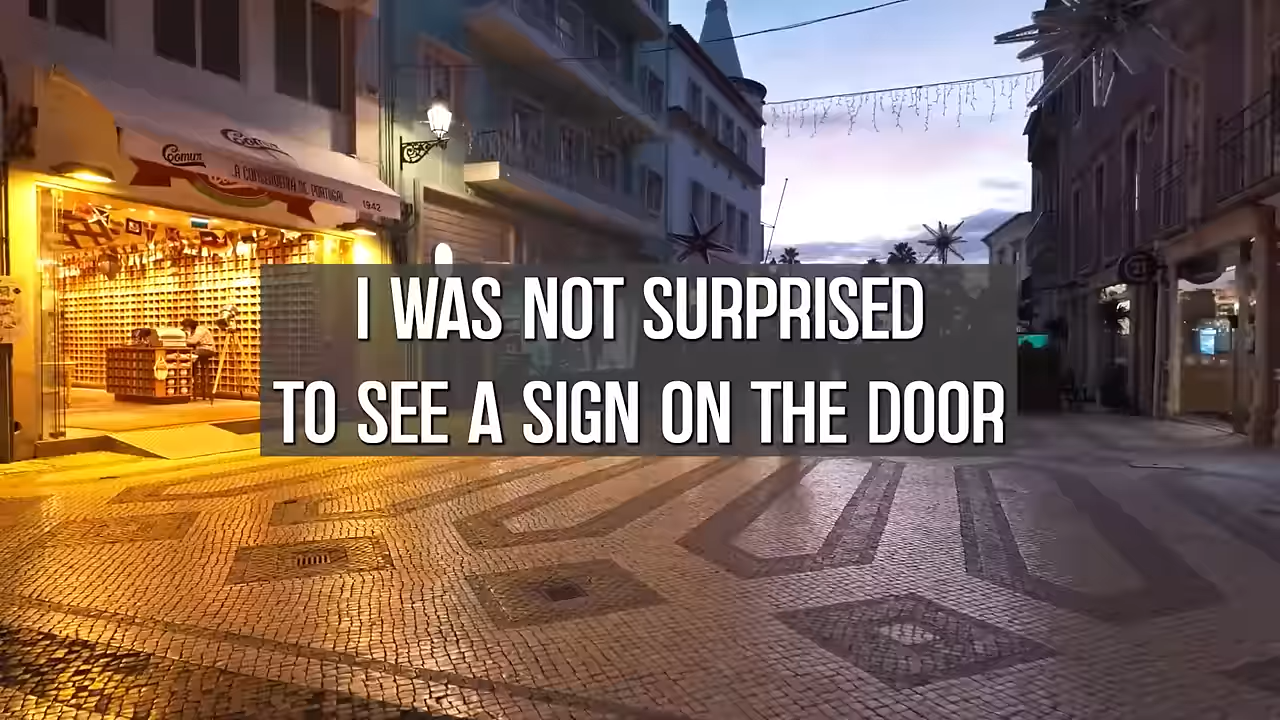 Comur
Comur
A CONSERVEIRA DE PORTUGAL
1942
I WAS NOT SURPRISED
TO SEE A SIGN ON THE DOOR